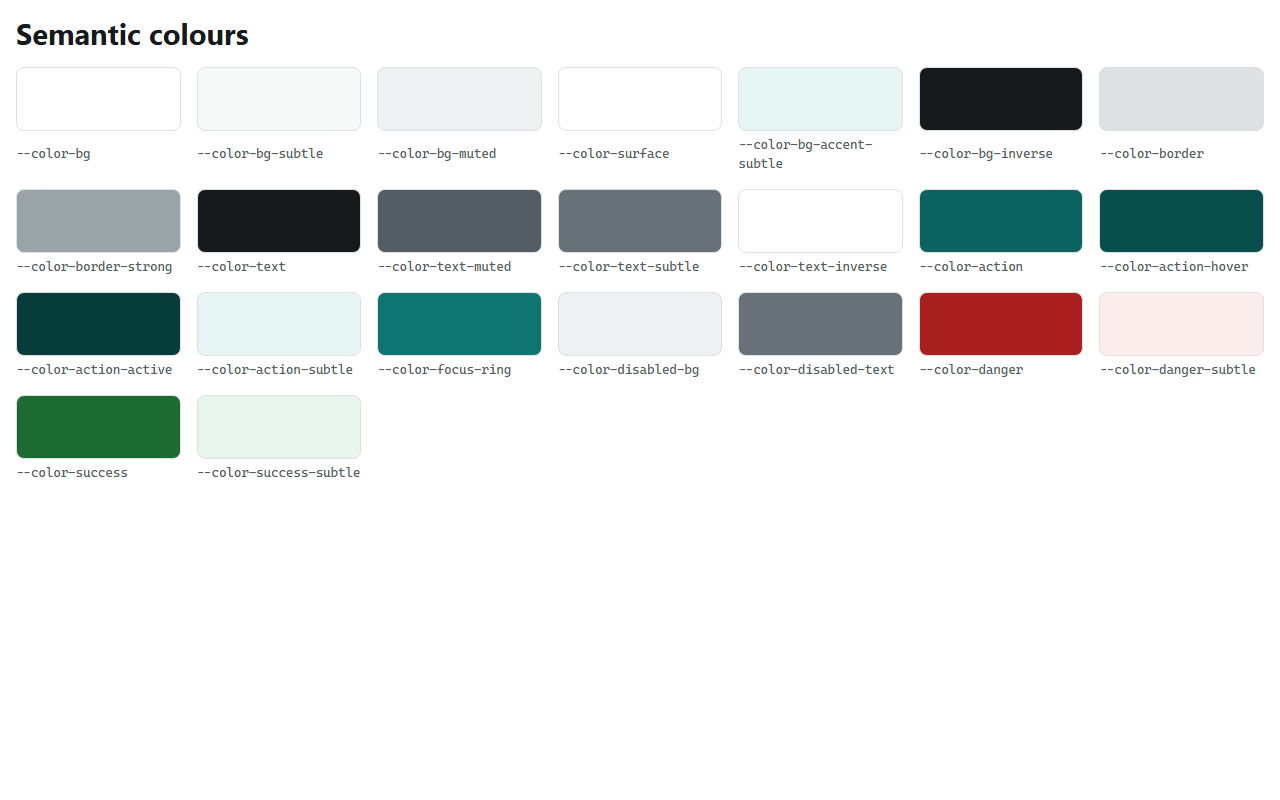 Semantic colours
--color-bg
--color-bg-subtle
--color-bg-muted
--color-surface
--color-bg-accent-
subtle
--color-bg-inverse
--color-border
--color-border-strong
--color-text
--color-text-muted
--color-text-subtle
--color-text-inverse
--color-action
--color-action-hover
--color-action-active
--color-action-subtle
--color-focus-ring
--color-disabled-bg
--color-disabled-text
--color-danger
--color-danger-subtle
--color-success
--color-success-subtle